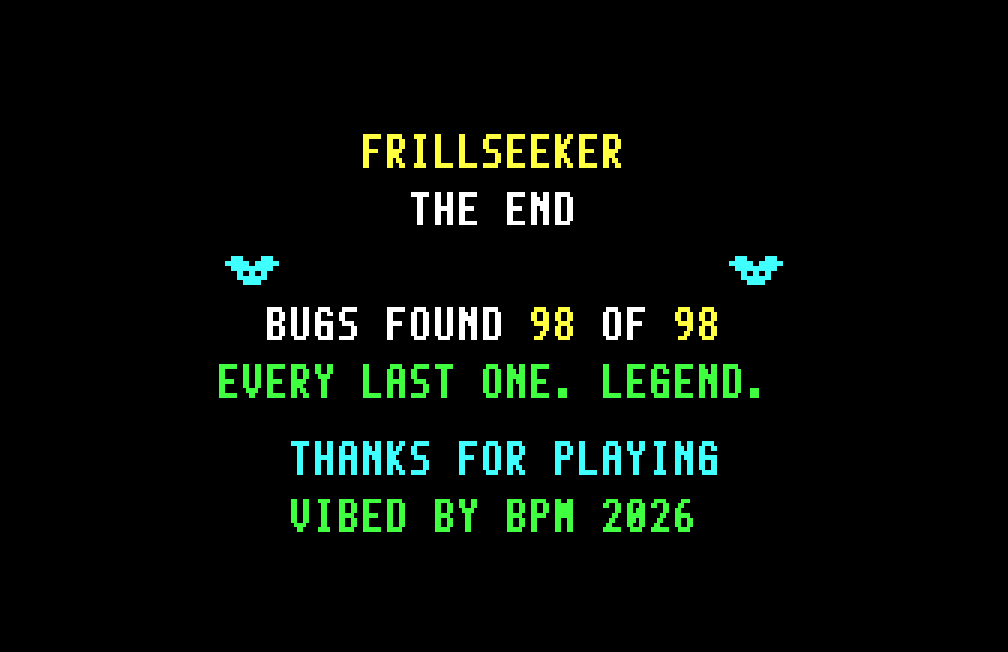 FRILLSEEKER
THE END
BUGS FOUND 98 OF 98
EVERY LAST ONE. LEGEND.
THANKS FOR PLAYING
VIBED BY BPM 2026